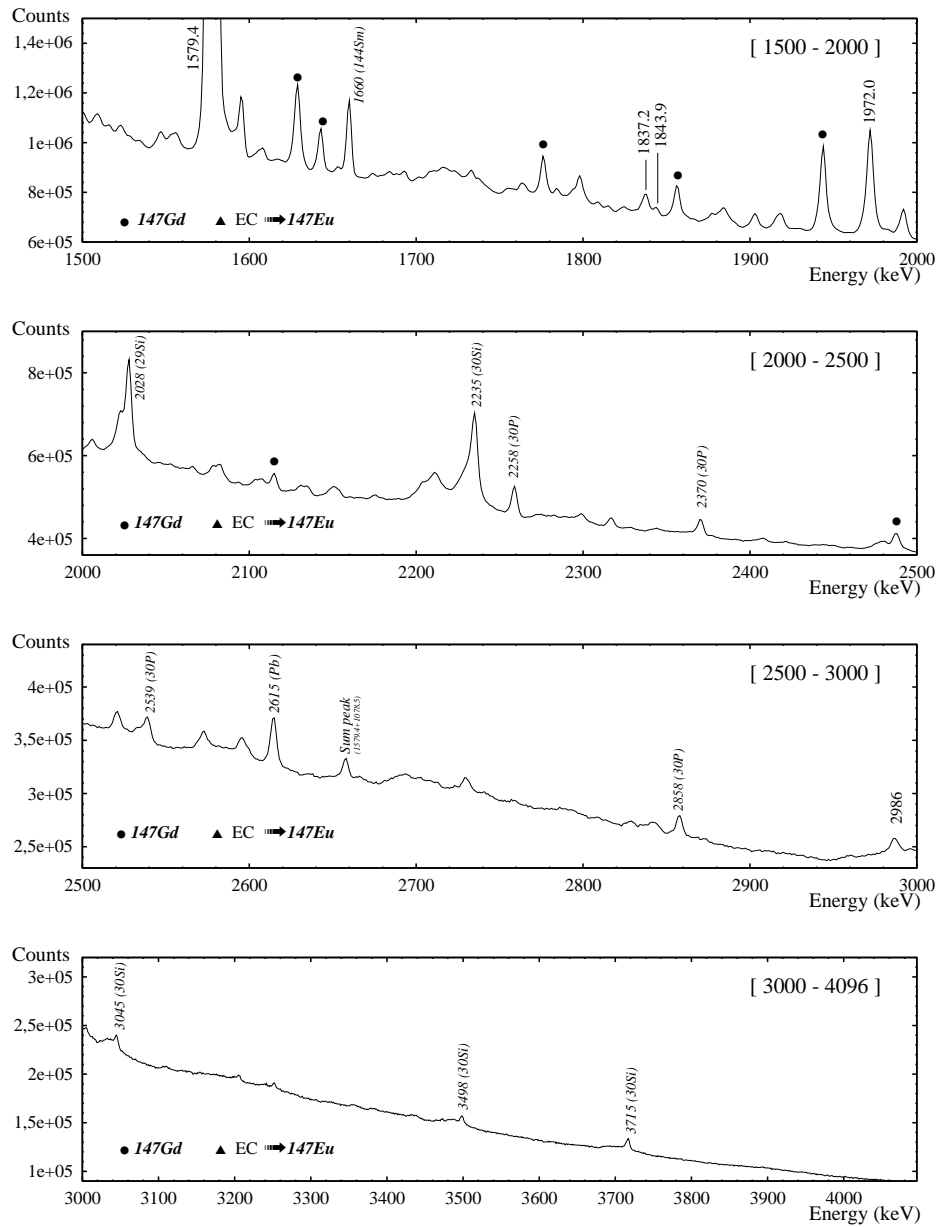 Counts
1,4e+06
1,2e+06
1e+06
8e+05
6e+05
1579.4
1660 (144Sm)
1837.2
1843.9
1972.0
[ 1500 - 2000 ]
● 147Gd ▲ EC ➟ 147Eu
1500 1600 1700 1800 1900 2000
Energy (keV)
Counts
8e+05
6e+05
4e+05
2028 (29Si)
2235 (30Si)
2258 (30P)
2370 (30P)
[ 2000 - 2500 ]
● 147Gd ▲ EC ➟ 147Eu
2000 2100 2200 2300 2400 2500
Energy (keV)
Counts
4e+05
3,5e+05
3e+05
2,5e+05
2539 (30P)
2615 (Pb)
Sum peak
(1579.4+1078.5)
2858 (30P)
2986
[ 2500 - 3000 ]
● 147Gd ▲ EC ➟ 147Eu
2500 2600 2700 2800 2900 3000
Energy (keV)
Counts
3e+05
2,5e+05
2e+05
1,5e+05
1e+05
3045 (30Si)
3498 (30Si)
3715 (30Si)
[ 3000 - 4096 ]
● 147Gd ▲ EC ➟ 147Eu
3000 3100 3200 3300 3400 3500 3600 3700 3800 3900 4000
Energy (keV)